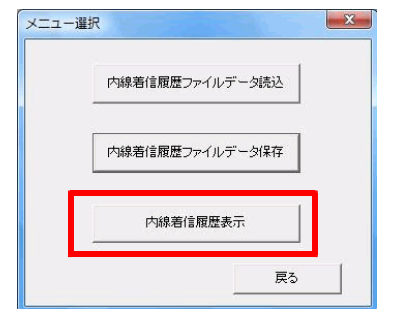 メニュー選択
内線着信履歴ファイルデータ読込
内線着信履歴ファイルデータ保存
内線着信履歴表示
戻る